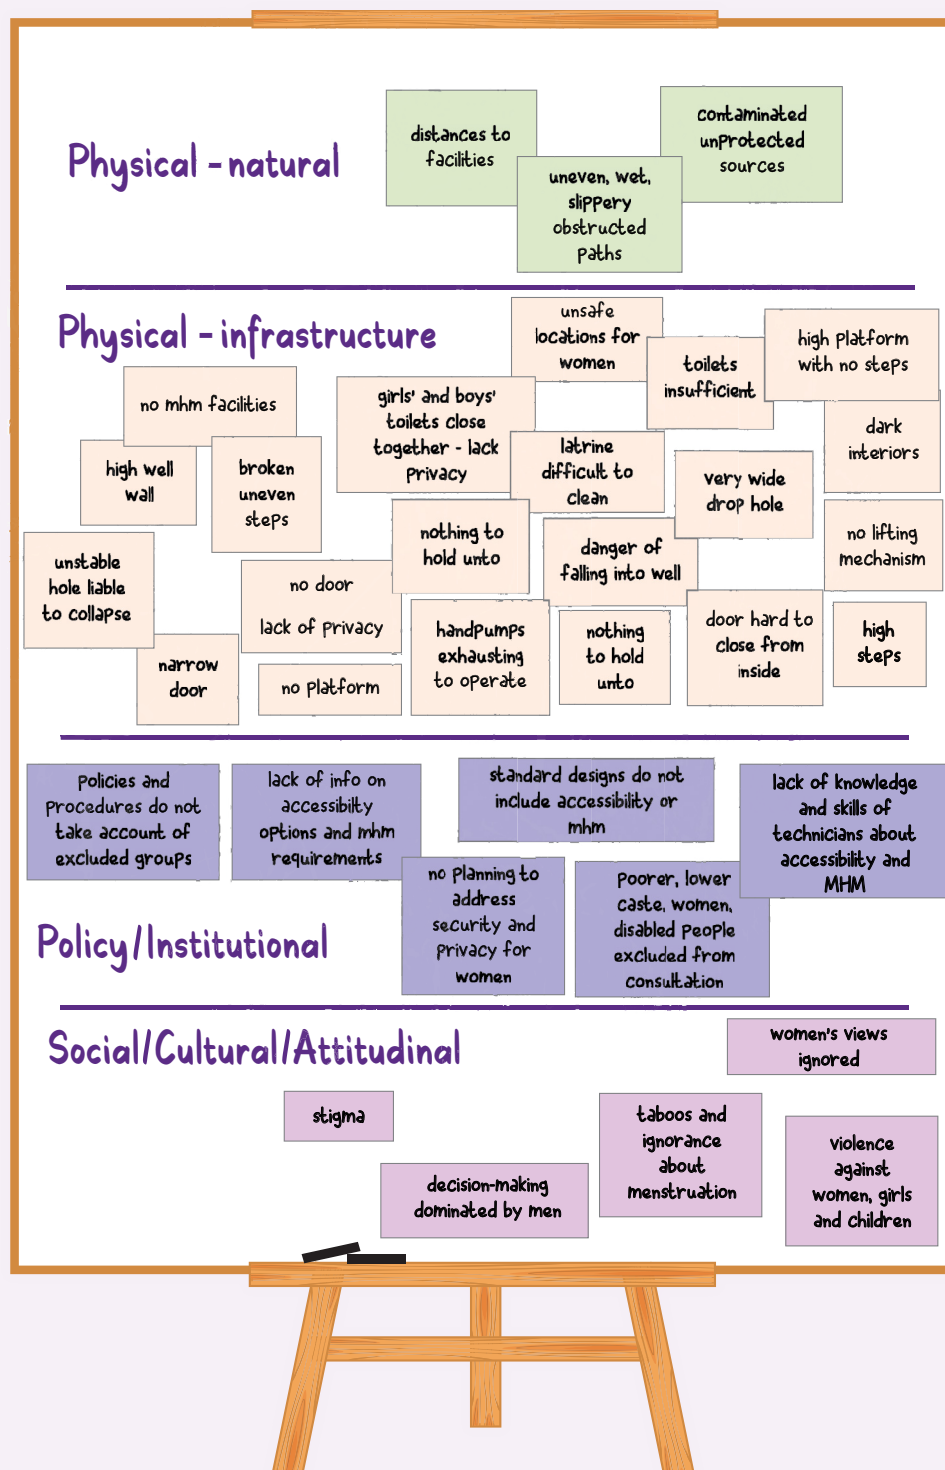 Physical - natural
distances to
facilities
contaminated
unprotected
sources
uneven, wet,
slippery
obstructed
paths
Physical - infrastructure
unsafe
locations for
women
toilets
insufficient
high platform
with no steps
no mhm facilities
girls' and boys'
toilets close
together - lack
privacy
dark
interiors
high well
wall
broken
uneven
steps
latrine
difficult to
clean
very wide
drop hole
nothing to
hold unto
danger of
falling into well
no lifting
mechanism
unstable
hole liable
to collapse
no door
lack of privacy
handpumps
exhausting
to operate
nothing
to hold
unto
door hard to
close from
inside
high
steps
narrow
door
no platform
policies and
procedures do not
take account of
excluded groups
lack of info on
accessibilty
options and mhm
requirements
standard designs do not
include accessibility or
mhm
lack of knowledge
and skills of
technicians about
accessibility and
MHM
no planning to
address
security and
privacy for
women
poorer, lower
caste, women,
disabled people
excluded from
consultation
Policy/Institutional
Social/Cultural/Attitudinal
women's views
ignored
stigma
taboos and
ignorance
about
menstruation
violence
against
women, girls
and children
decision-making
dominated by men